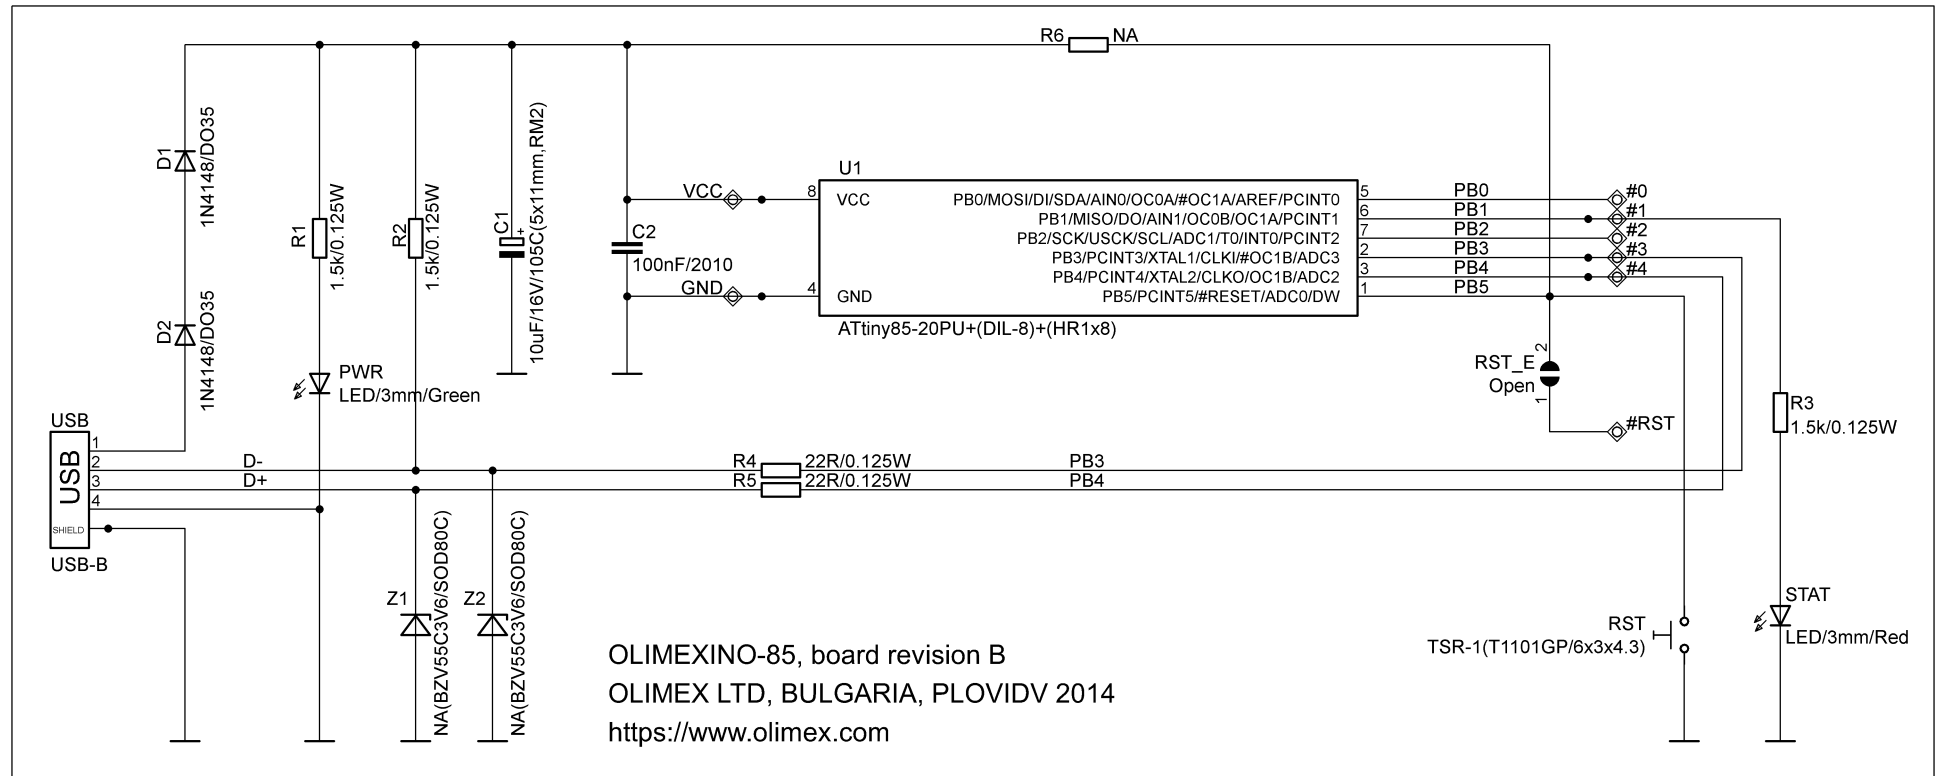 R6 NA
D1
1N4148/DO35
D2
1N4148/DO35
R1
1.5k/0.125W
R2
1.5k/0.125W
C1
+
10uF/16V/105C(5x11mm,RM2)
VCC
C2
100nF/2010
GND
U1
8 VCC
4 GND
PB0/MOSI/DI/SDA/AIN0/OC0A/#OC1A/AREF/PCINT0 5 PB0 #0
PB1/MISO/DO/AIN1/OC0B/OC1A/PCINT1 6 PB1 #1
PB2/SCK/USCK/SCL/ADC1/T0/INT0/PCINT2 7 PB2 #2
PB3/PCINT3/XTAL1/CLKI/#OC1B/ADC3 2 PB3 #3
PB4/PCINT4/XTAL2/CLKO/OC1B/ADC2 3 PB4 #4
PB5/PCINT5/#RESET/ADC0/DW 1 PB5
ATtiny85-20PU+(DIL-8)+(HR1x8)
2
RST_E
Open
1
#RST
R3
1.5k/0.125W
PWR
LED/3mm/Green
USB
USB
1
2
3
4
SHIELD
USB-B
D- R4 22R/0.125W PB3
D+ R5 22R/0.125W PB4
Z1
NA(BZV55C3V6/SOD80C)
Z2
NA(BZV55C3V6/SOD80C)
RST
TSR-1(T1101GP/6x3x4.3)
STAT
LED/3mm/Red
OLIMEXINO-85, board revision B
OLIMEX LTD, BULGARIA, PLOVIDV 2014
https://www.olimex.com